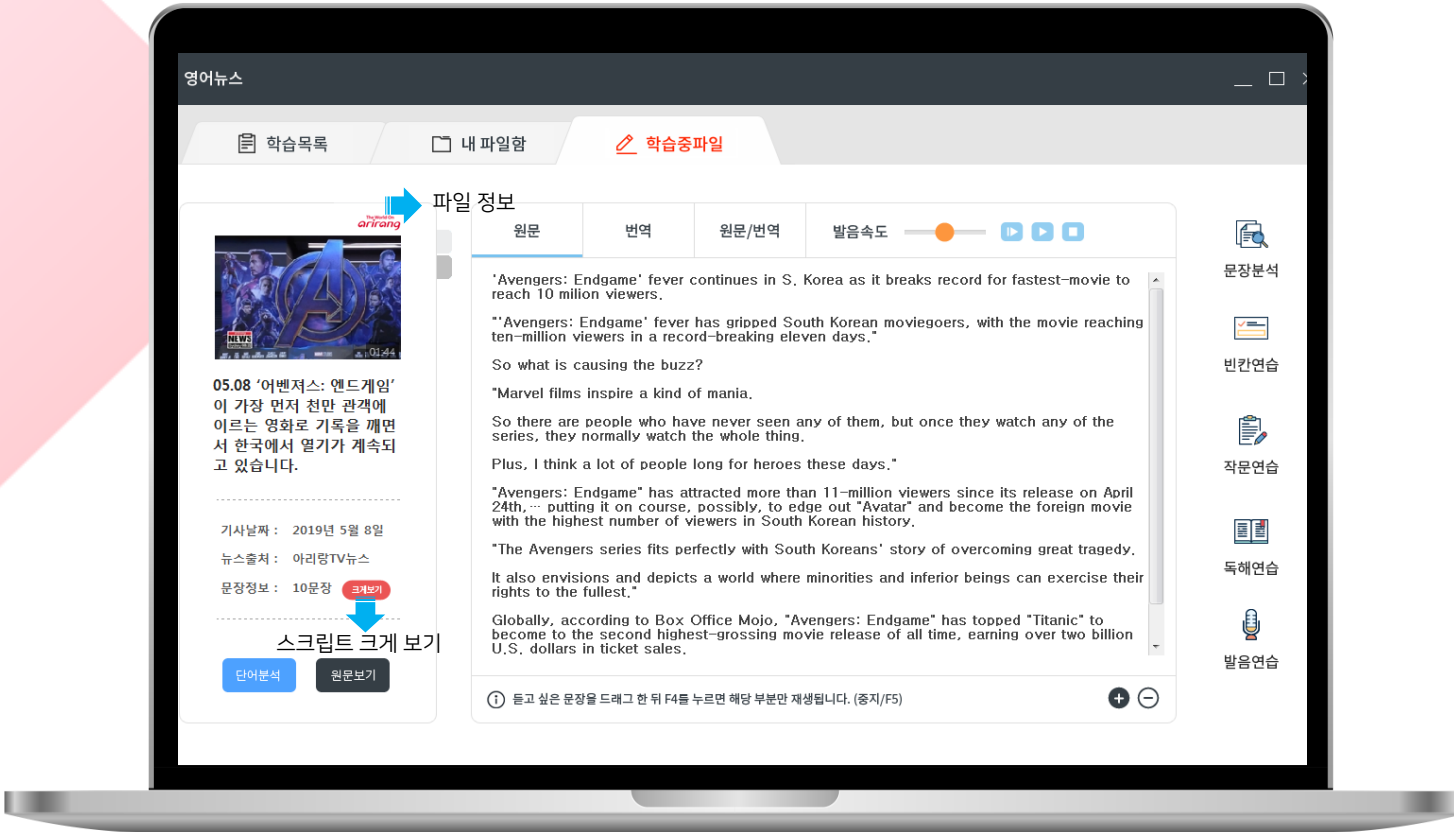 영어뉴스
학습목록
내 파일함
학습중파일
파일 정보
The World On
arirang
NEWS
01:44
05.08 '어벤져스: 엔드게임'
이 가장 먼저 천만 관객에
이르는 영화로 기록을 깨면
서 한국에서 열기가 계속되
고 있습니다.
기사날짜 : 2019년 5월 8일
뉴스출처 : 아리랑TV뉴스
문장정보 : 10문장 크게보기
스크립트 크게 보기
단어분석 원문보기
원문 번역 원문/번역 발음속도
'Avengers: Endgame' fever continues in S. Korea as it breaks record for fastest-movie to
reach 10 milion viewers.
"'Avengers: Endgame' fever has gripped South Korean moviegoers, with the movie reaching
ten-million viewers in a record-breaking eleven days."
So what is causing the buzz?
"Marvel films inspire a kind of mania.
So there are people who have never seen any of them, but once they watch any of the
series, they normally watch the whole thing.
Plus, I think a lot of people long for heroes these days."
"Avengers: Endgame" has attracted more than 11-million viewers since its release on April
24th,… putting it on course, possibly, to edge out "Avatar" and become the foreign movie
with the highest number of viewers in South Korean history.
"The Avengers series fits perfectly with South Koreans' story of overcoming great tragedy.
It also envisions and depicts a world where minorities and inferior beings can exercise their
rights to the fullest."
Globally, according to Box Office Mojo, "Avengers: Endgame" has topped "Titanic" to
become to the second highest-grossing movie release of all time, earning over two billion
U.S. dollars in ticket sales.
듣고 싶은 문장을 드래그 한 뒤 F4를 누르면 해당 부분만 재생됩니다. (중지/F5)
문장분석
빈칸연습
작문연습
독해연습
발음연습